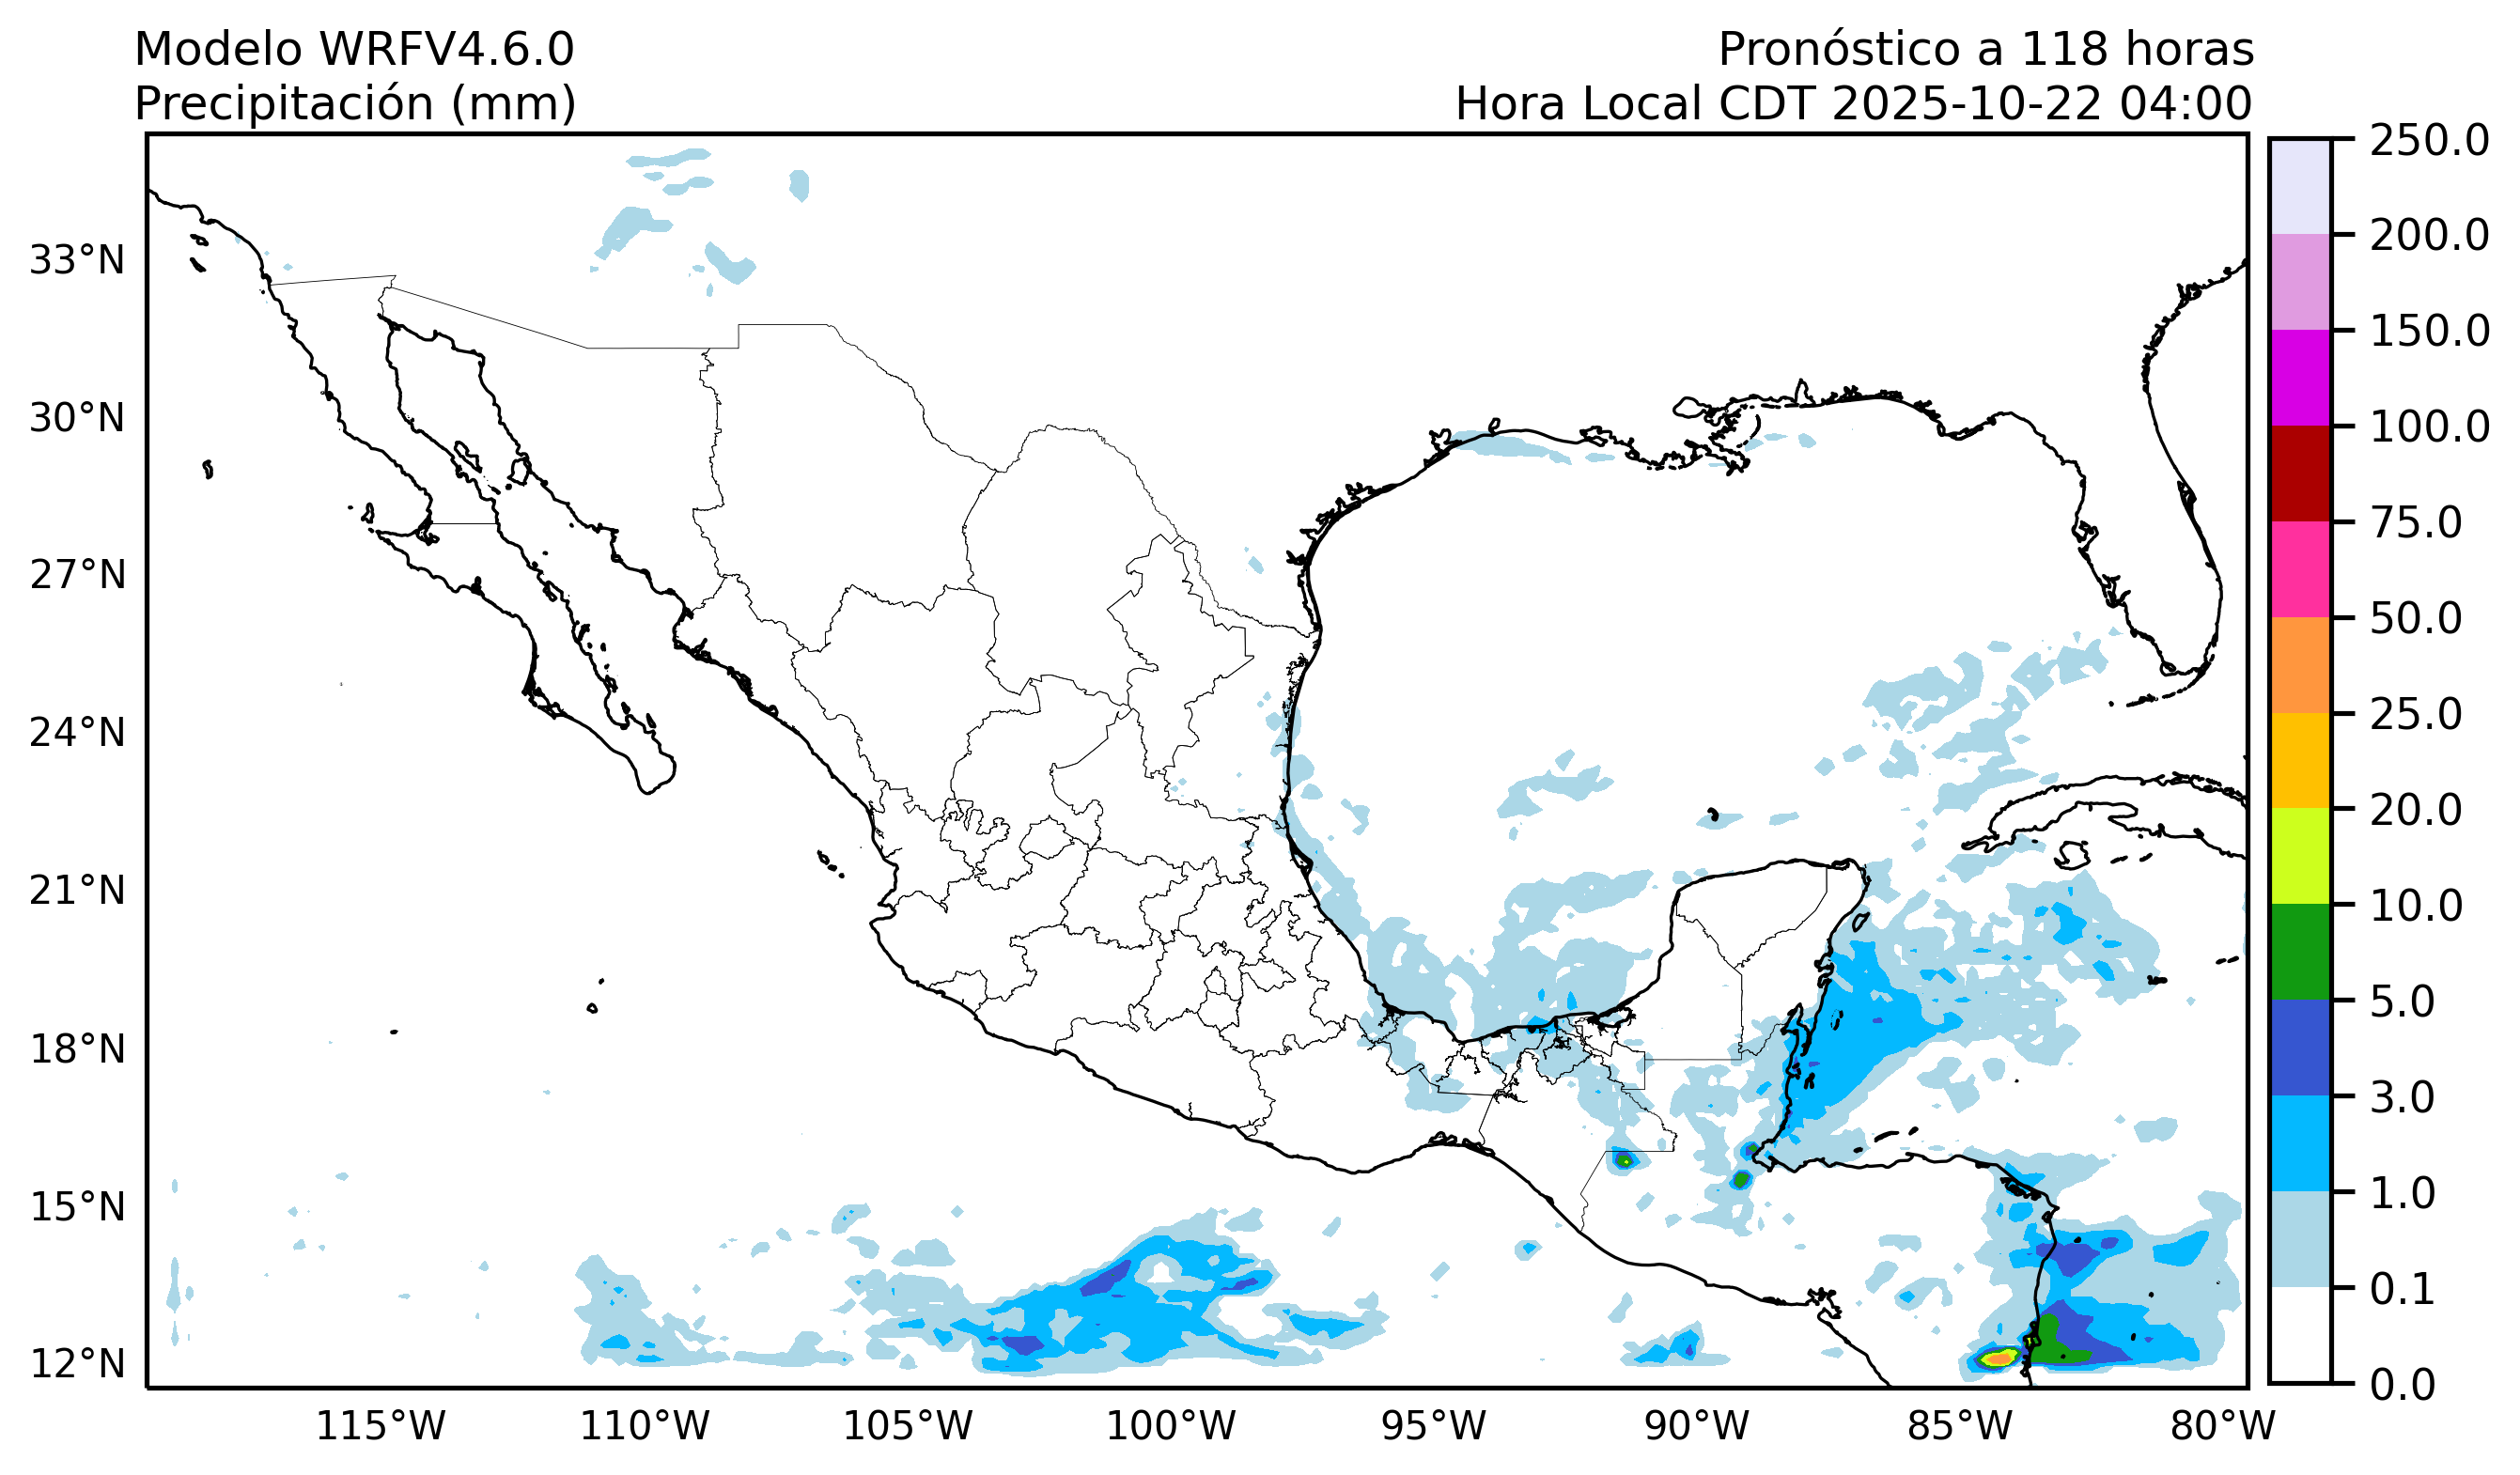 Modelo WRFV4.6.0
Precipitación (mm)
Pronóstico a 118 horas
Hora Local CDT 2025-10-22 04:00
33°N
30°N
27°N
24°N
21°N
18°N
15°N
12°N
115°W
110°W
105°W
100°W
95°W
90°W
85°W
80°W
250.0
200.0
150.0
100.0
75.0
50.0
25.0
20.0
10.0
5.0
3.0
1.0
0.1
0.0